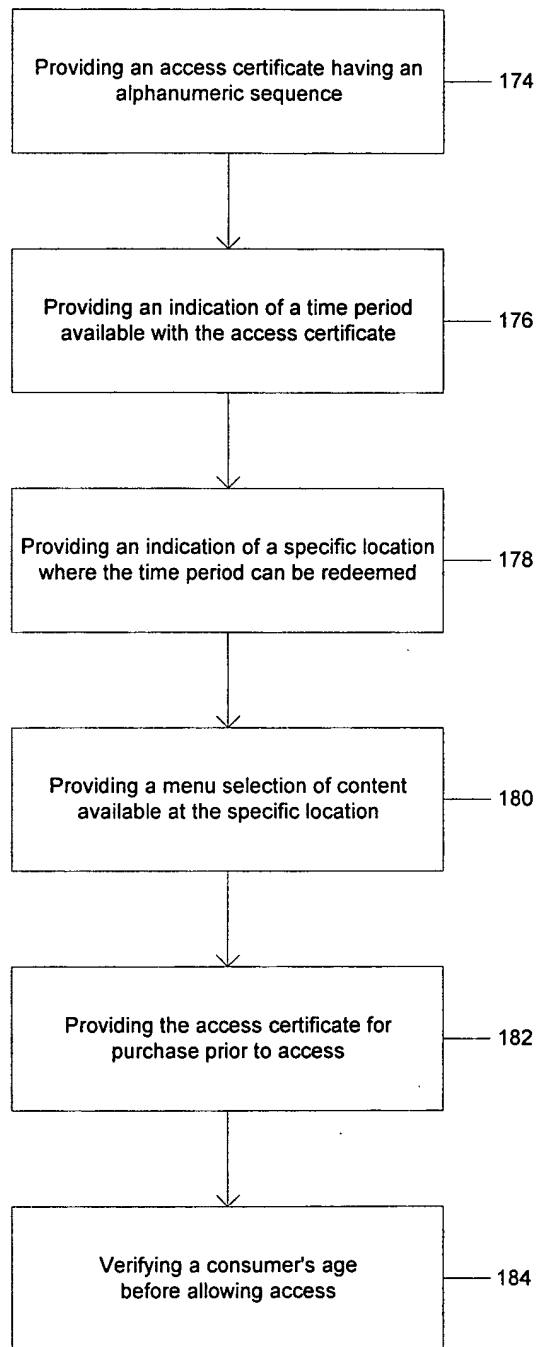 Providing an access certificate having an
alphanumeric sequence
174
Providing an indication of a time period
available with the access certificate
176
Providing an indication of a specific location
where the time period can be redeemed
178
Providing a menu selection of content
available at the specific location
180
Providing the access certificate for
purchase prior to access
182
Verifying a consumer's age
before allowing access
184